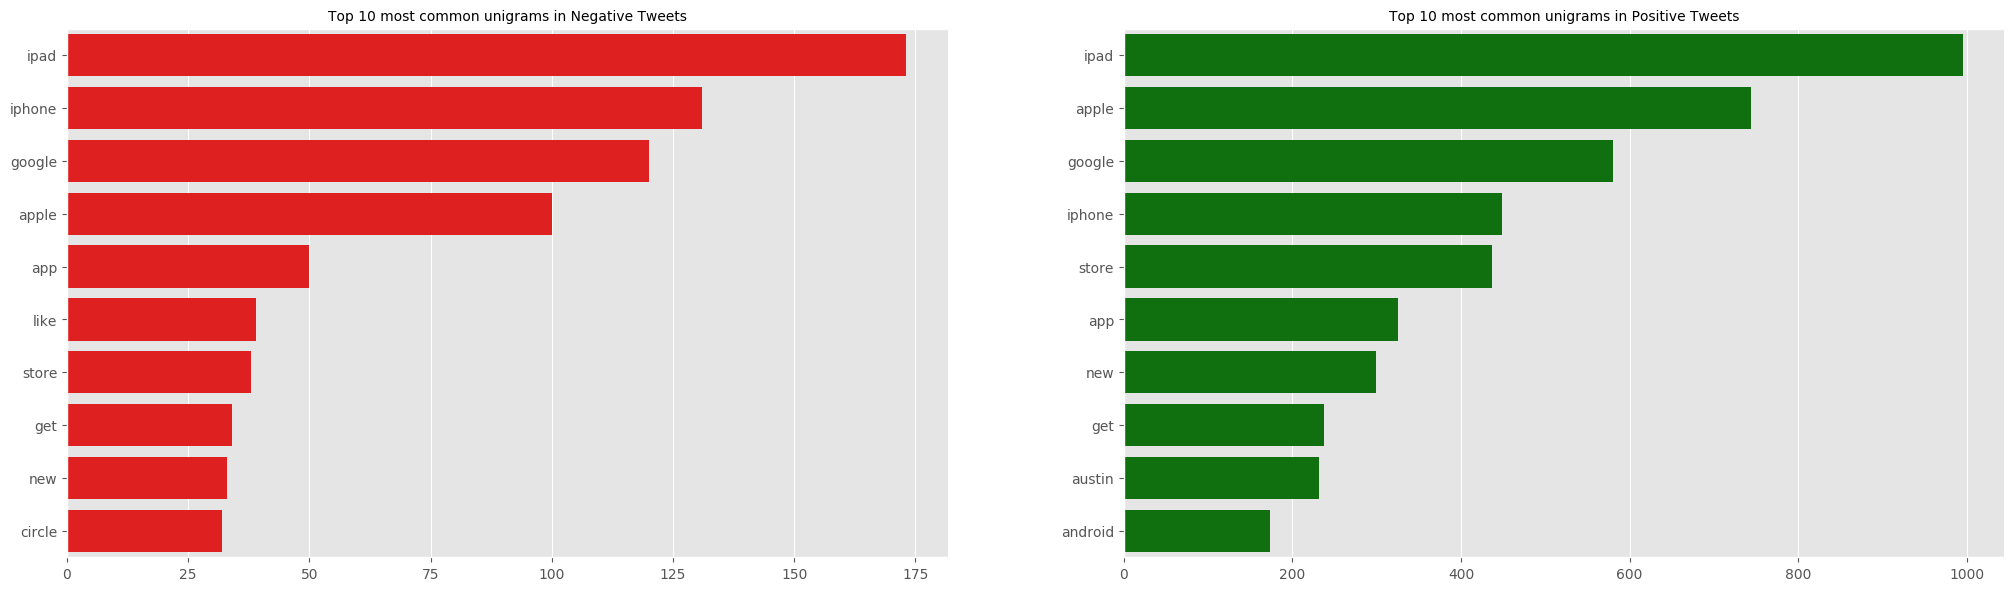 Top 10 most common unigrams in Negative Tweets
ipad
iphone
google
apple
app
like
store
get
new
circle
0 25 50 75 100 125 150 175
Top 10 most common unigrams in Positive Tweets
ipad
apple
google
iphone
store
app
new
get
austin
android
0 200 400 600 800 1000